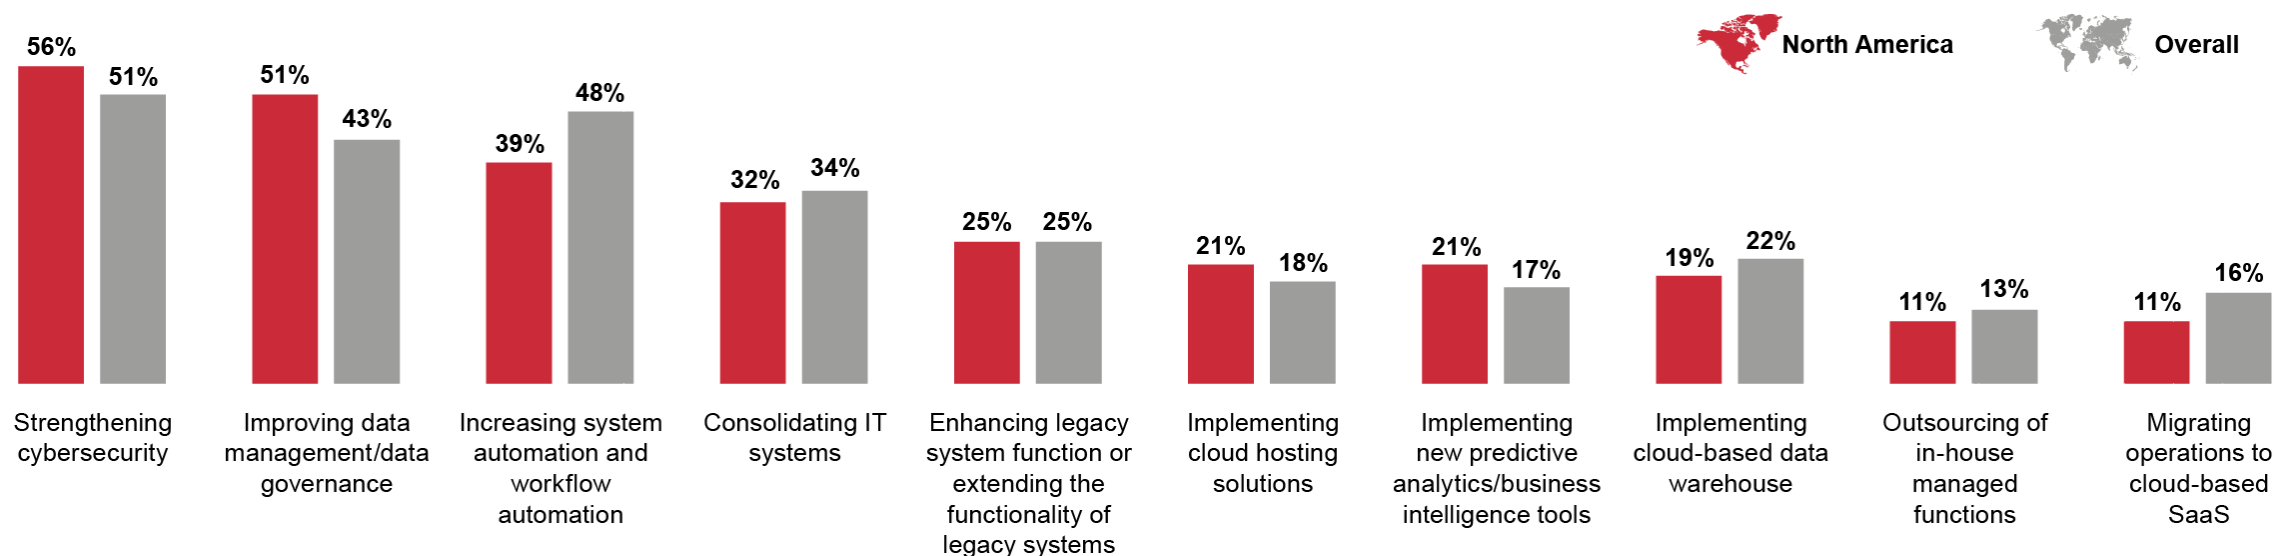 North America
Overall
56%
51%
51%
43%
39%
48%
32%
34%
25%
25%
21%
18%
21%
17%
19%
22%
11%
13%
11%
16%
Strengthening
cybersecurity
Improving data
management/data
governance
Increasing system
automation and
workflow
automation
Consolidating IT
systems
Enhancing legacy
system function or
extending the
functionality of
legacy systems
Implementing
cloud hosting
solutions
Implementing
new predictive
analytics/business
intelligence tools
Implementing
cloud-based data
warehouse
Outsourcing of
in-house
managed
functions
Migrating
operations to
cloud-based
SaaS